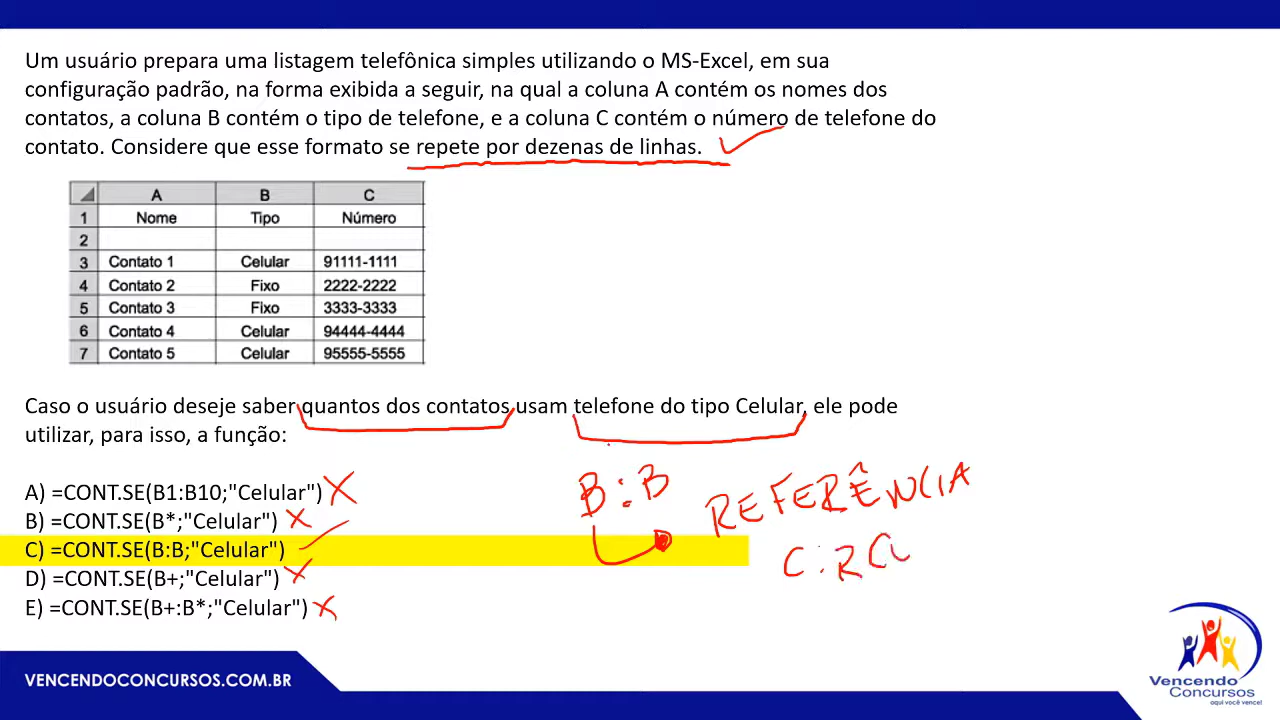 Um usuário prepara uma listagem telefônica simples utilizando o MS-Excel, em sua
configuração padrão, na forma exibida a seguir, na qual a coluna A contém os nomes dos
contatos, a coluna B contém o tipo de telefone, e a coluna C contém o número de telefone do
contato. Considere que esse formato se repete por dezenas de linhas.
A B C
1 Nome Tipo Número
2
3 Contato 1 Celular 91111-1111
4 Contato 2 Fixo 2222-2222
5 Contato 3 Fixo 3333-3333
6 Contato 4 Celular 94444-4444
7 Contato 5 Celular 95555-5555
Caso o usuário deseje saber quantos dos contatos usam telefone do tipo Celular, ele pode
utilizar, para isso, a função:
A) =CONT.SE(B1:B10;"Celular")
B) =CONT.SE(B*;"Celular")
C) =CONT.SE(B:B;"Celular")
D) =CONT.SE(B+;"Celular")
E) =CONT.SE(B+:B*;"Celular")
B:B
REFERÊNCIA
CIRC
VENCENDOCONCURSOS.COM.BR
Vencendo
Concursos
aqui você vence!